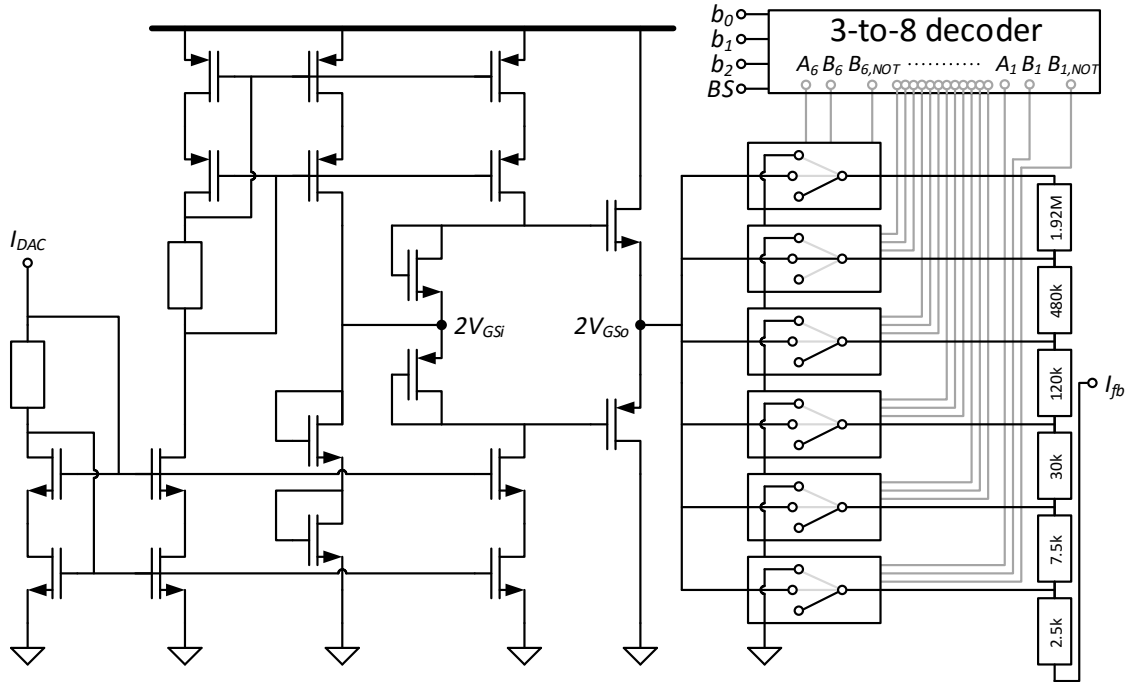 b0
b1
b2
BS
3-to-8 decoder
A6 B6 B6,NOT ·········· A1 B1 B1,NOT
IDAC
2VGSi
2VGSo
1.92M
480k
120k
30k
7.5k
2.5k
Ifb